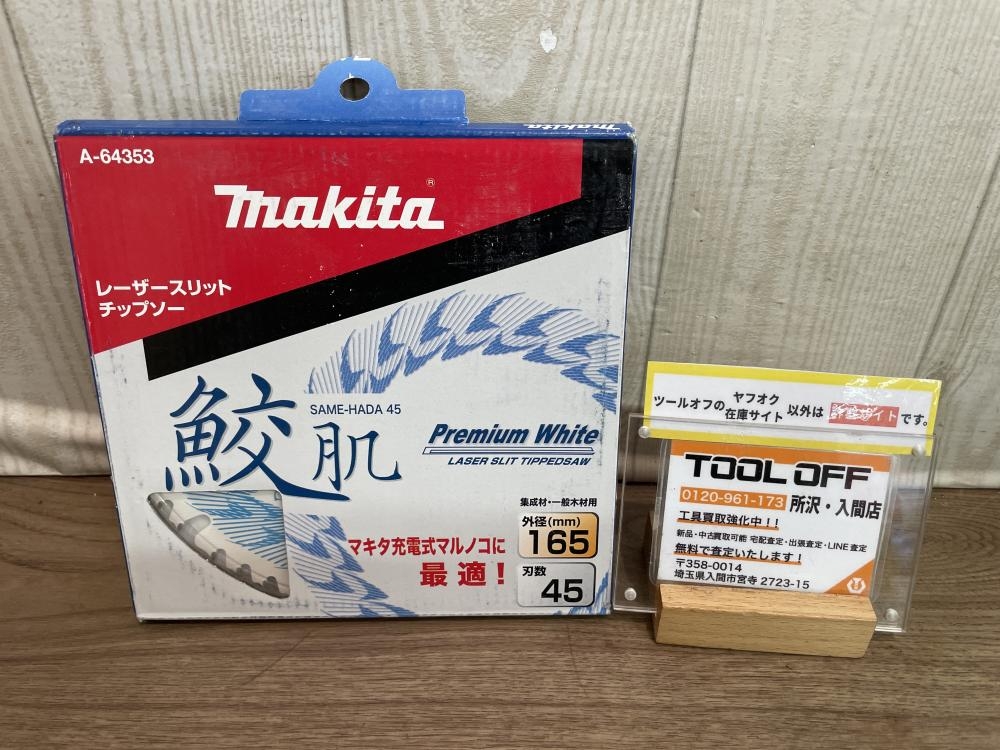 makita
A-64353
makita®
レーザースリット
チップソー
鮫肌
SAME-HADA 45
Premium White
LASER SLIT TIPPEDSAW
集成材・一般木材用
外径(mm)
165
マキタ充電式マルノコに
最適!
刃数
45
ツールオフの ヤフオク
在庫サイト 以外は サイト です。
TOOL OFF
0120-961-173 所沢・入間店
工具買取強化中!!
新品・中古買取可能 宅配査定・出張査定・LINE査定
無料で査定いたします!
〒358-0014
埼玉県入間市宮寺 2723-15